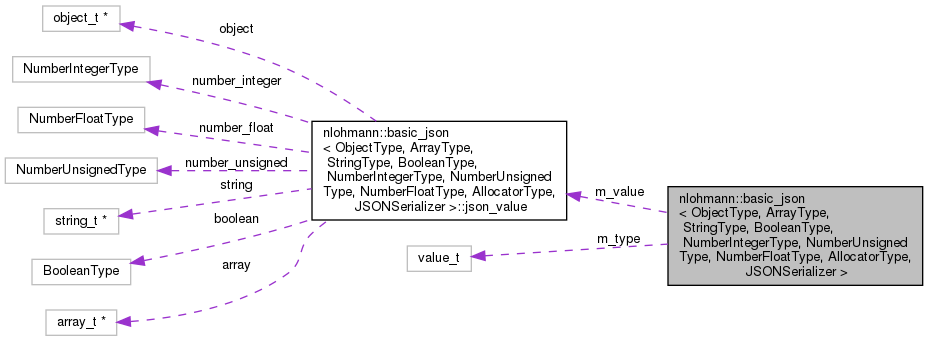 object_t *
object
NumberIntegerType
number_integer
NumberFloatType
number_float
NumberUnsignedType
number_unsigned
string_t *
string
BooleanType
boolean
array_t *
array
nlohmann::basic_json
< ObjectType, ArrayType,
StringType, BooleanType,
NumberIntegerType, NumberUnsigned
Type, NumberFloatType, AllocatorType,
JSONSerializer >::json_value
m_value
value_t
m_type
nlohmann::basic_json
< ObjectType, ArrayType,
StringType, BooleanType,
NumberIntegerType, NumberUnsigned
Type, NumberFloatType, AllocatorType,
JSONSerializer >